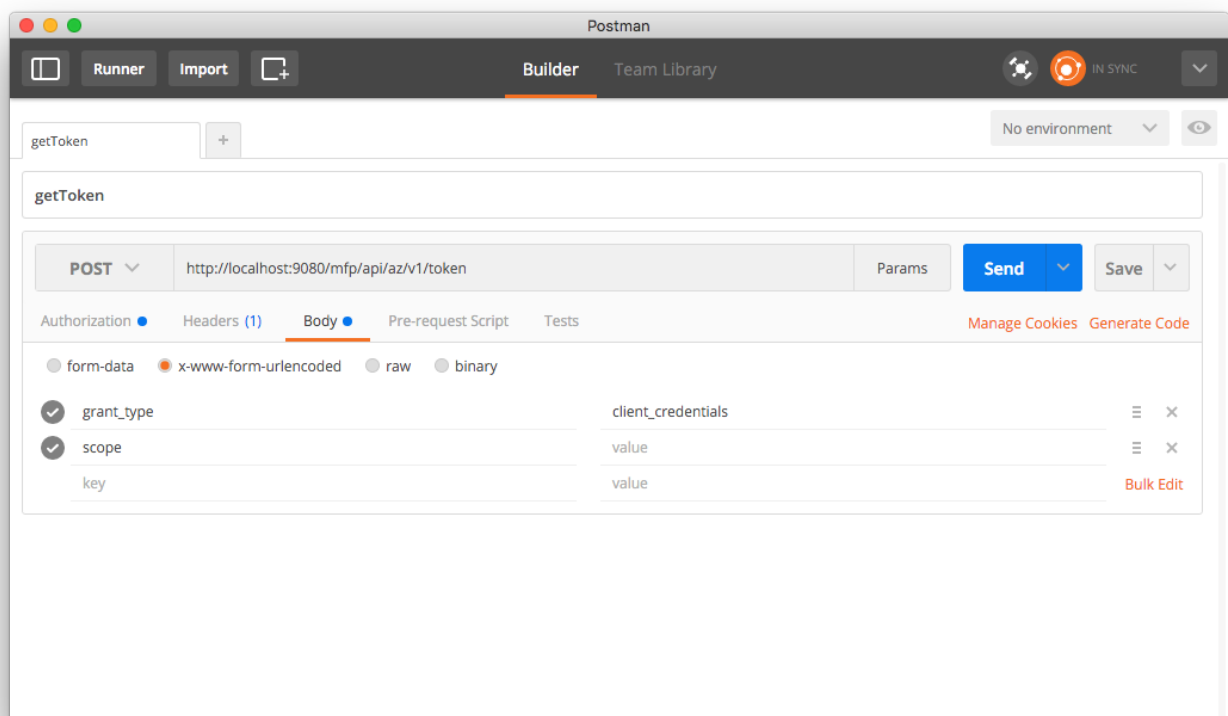 Postman
Runner Import Builder Team Library IN SYNC
getToken + No environment
getToken
POST http://localhost:9080/mfp/api/az/v1/token Params Send Save
Authorization Headers (1) Body Pre-request Script Tests Manage Cookies Generate Code
form-data x-www-form-urlencoded raw binary
grant_type client_credentials
scope value
key value Bulk Edit